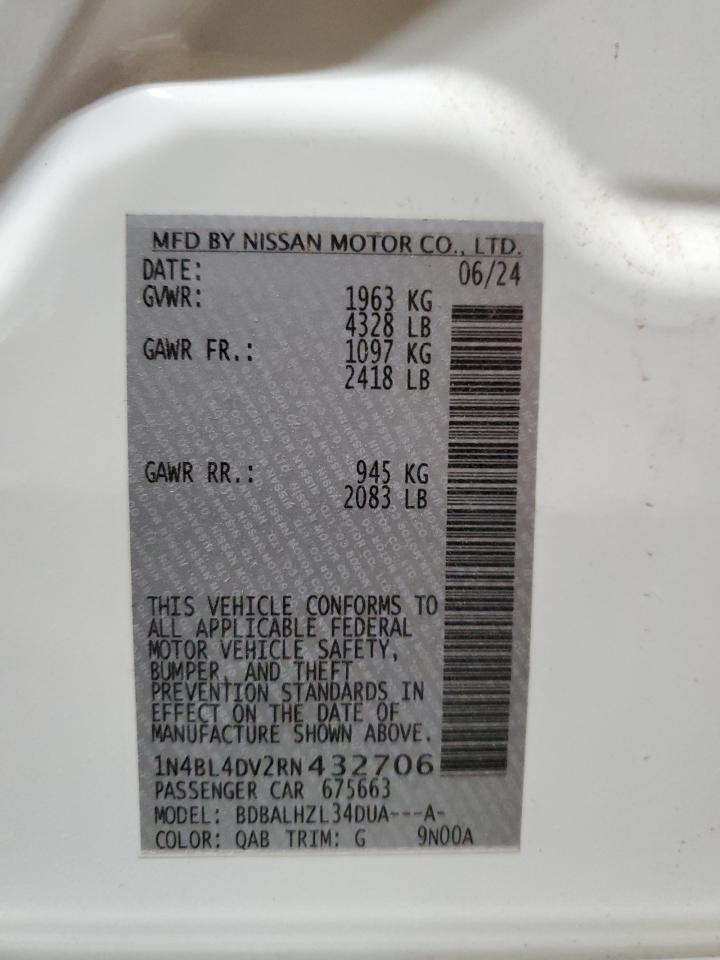 MFD BY NISSAN MOTOR CO., LTD.
DATE: 06/24
GVWR: 1963 KG
4328 LB
GAWR FR.: 1097 KG
2418 LB
GAWR RR.: 945 KG
2083 LB
THIS VEHICLE CONFORMS TO
ALL APPLICABLE FEDERAL
MOTOR VEHICLE SAFETY,
BUMPER, AND THEFT
PREVENTION STANDARDS IN
EFFECT ON THE DATE OF
MANUFACTURE SHOWN ABOVE.
1N4BL4DV2RN432706
PASSENGER CAR 675663
MODEL: BDBALHZL34DUA---A-
COLOR: QAB TRIM: G 9N00A